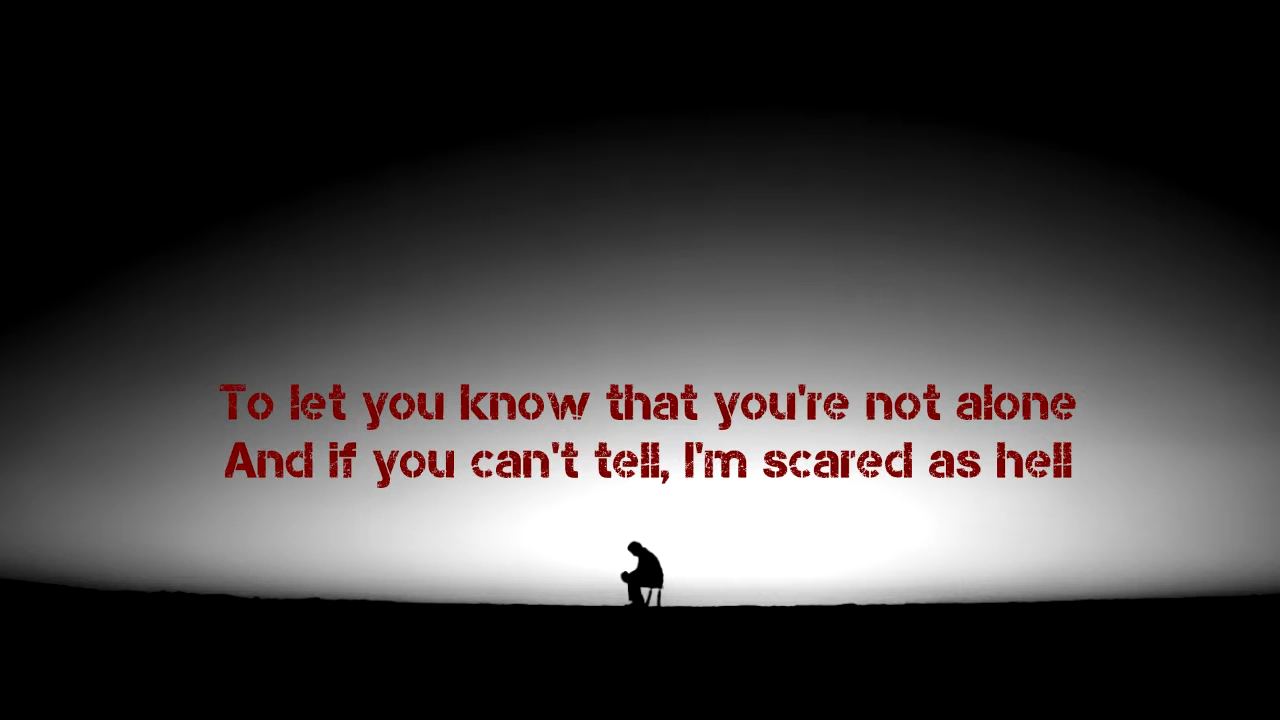 To let you know that you're not alone
And if you can't tell, I'm scared as hell